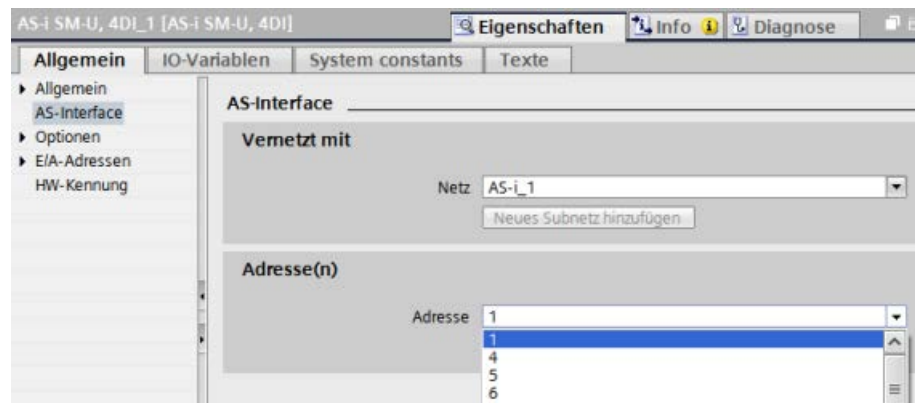 AS-i SM-U, 4DI_1 [AS-i SM-U, 4DI]
Eigenschaften
Info
Diagnose
Allgemein
IO-Variablen
System constants
Texte
Allgemein
AS-Interface
Optionen
E/A-Adressen
HW-Kennung
AS-Interface
Vernetzt mit
Netz AS-i_1
Neues Subnetz hinzufügen
Adresse(n)
Adresse 1
1
4
5
6